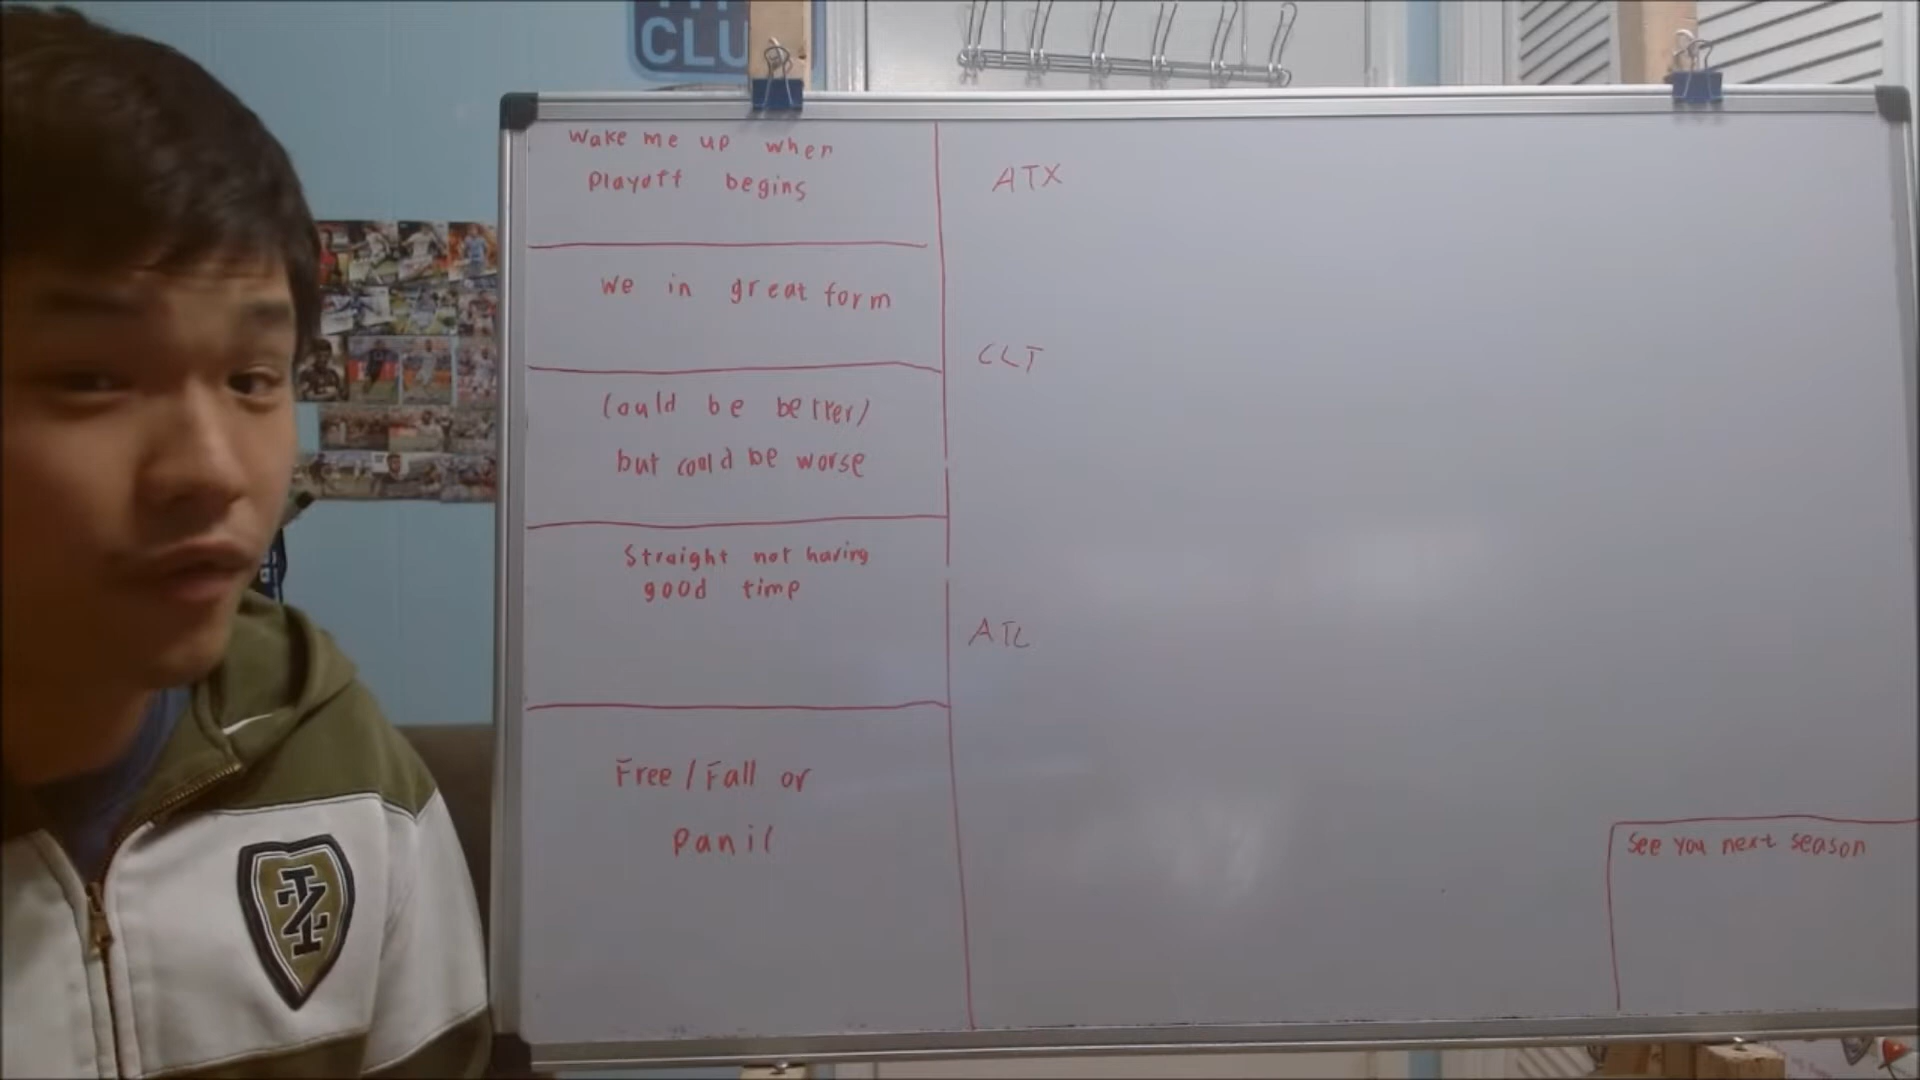 CLU
Wake me up when
Playoff begins
ATX
We in great form
CLT
Could be better/
but could be worse
Straight not having
good time
ATL
Free/Fall or
Panic
See you next season